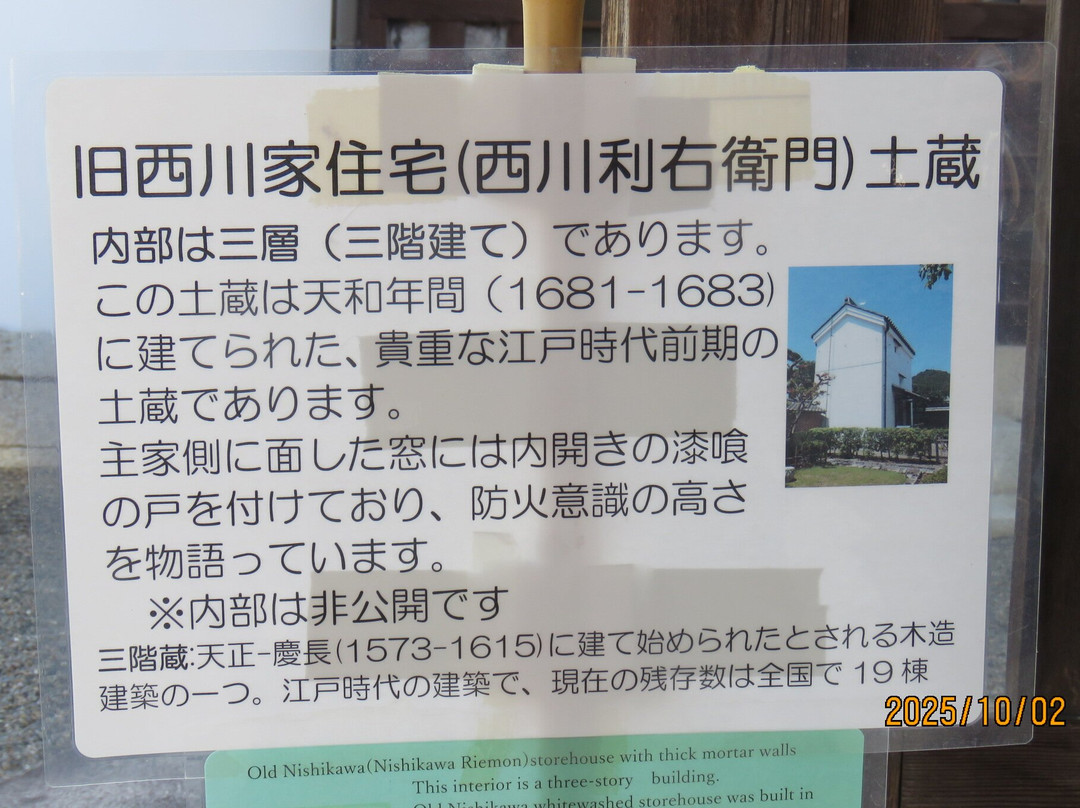 旧西川家住宅(西川利右衛門)土蔵
内部は三層（三階建て）であります。
この土蔵は天和年間（1681-1683)
に建てられた、貴重な江戸時代前期の
土蔵であります。
主家側に面した窓には内開きの漆喰
の戸を付けており、防火意識の高さ
を物語っています。
※内部は非公開です
三階蔵:天正-慶長(1573-1615)に建て始められたとされる木造
建築の一つ。江戸時代の建築で、現在の残存数は全国で19棟
2025/10/02
Old Nishikawa(Nishikawa Riemon)storehouse with thick mortar walls
This interior is a three-story building.
Old Nishikawa whitewashed storehouse was built in